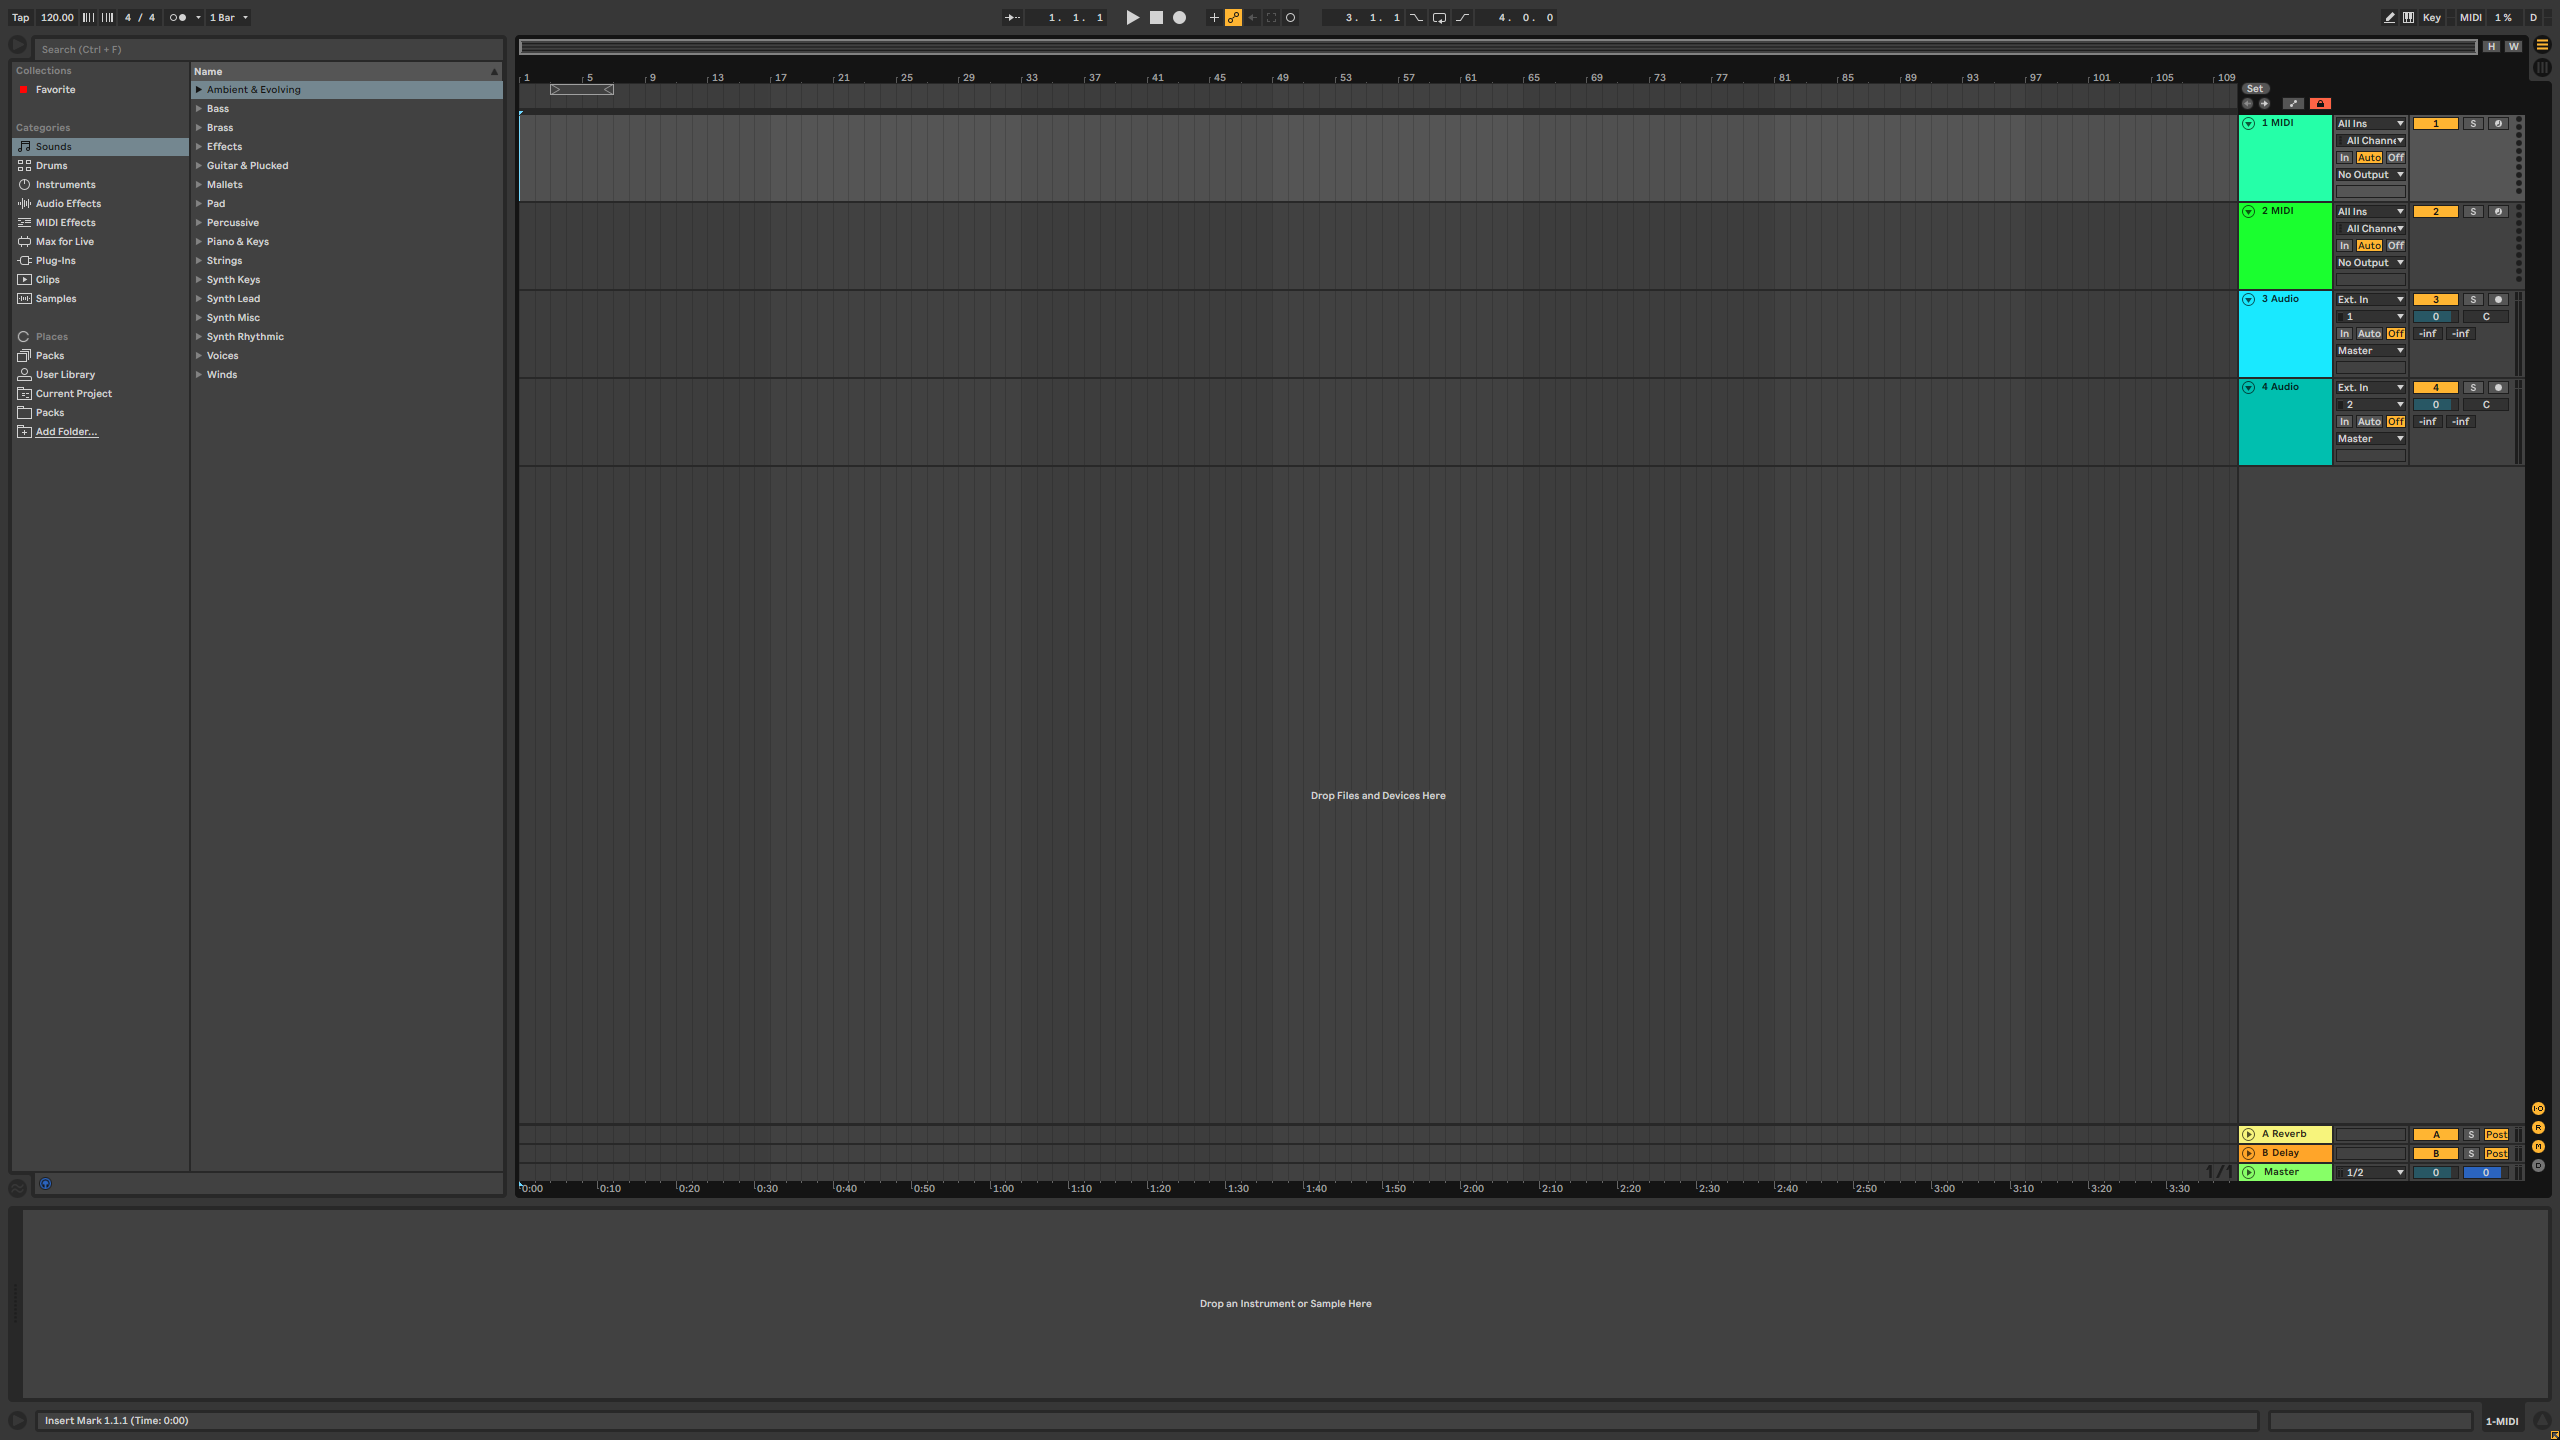 Tap 120.00 4 / 4 1 Bar 1. 1. 1 3. 1. 1 4. 0. 0 Key MIDI 1 % D
Search (Ctrl + F)
H W
Collections
Favorite
Categories
Sounds
Drums
Instruments
Audio Effects
MIDI Effects
Max for Live
Plug-Ins
Clips
Samples
Places
Packs
User Library
Current Project
Packs
Add Folder...
Name
Ambient & Evolving
Bass
Brass
Effects
Guitar & Plucked
Mallets
Pad
Percussive
Piano & Keys
Strings
Synth Keys
Synth Lead
Synth Misc
Synth Rhythmic
Voices
Winds
1 5 9 13 17 21 25 29 33 37 41 45 49 53 57 61 65 69 73 77 81 85 89 93 97 101 105 109
Set
1 MIDI All Ins 1 S
All Channe
In Auto Off
No Output
2 MIDI All Ins 2 S
All Channe
In Auto Off
No Output
3 Audio Ext. In 3 S
1 0 C
In Auto Off -inf -inf
Master
4 Audio Ext. In 4 S
2 0 C
In Auto Off -inf -inf
Master
Drop Files and Devices Here
I·O
R
M
D
A Reverb A S Post
B Delay B S Post
1/1 Master 1/2 0 0
0:00 0:10 0:20 0:30 0:40 0:50 1:00 1:10 1:20 1:30 1:40 1:50 2:00 2:10 2:20 2:30 2:40 2:50 3:00 3:10 3:20 3:30
Drop an Instrument or Sample Here
Insert Mark 1.1.1 (Time: 0:00)
1-MIDI